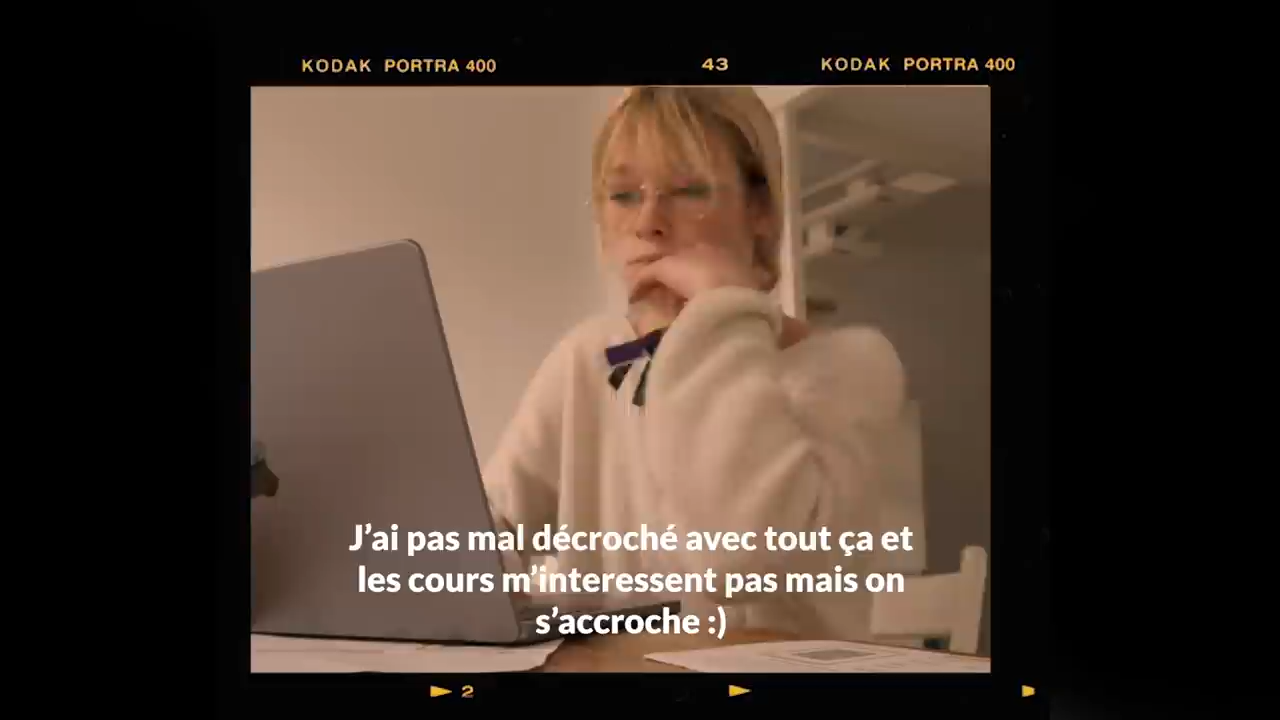 KODAK PORTRA 400 43 KODAK PORTRA 400
J'ai pas mal décroché avec tout ça et
les cours m'interessent pas mais on
s'accroche :)
2